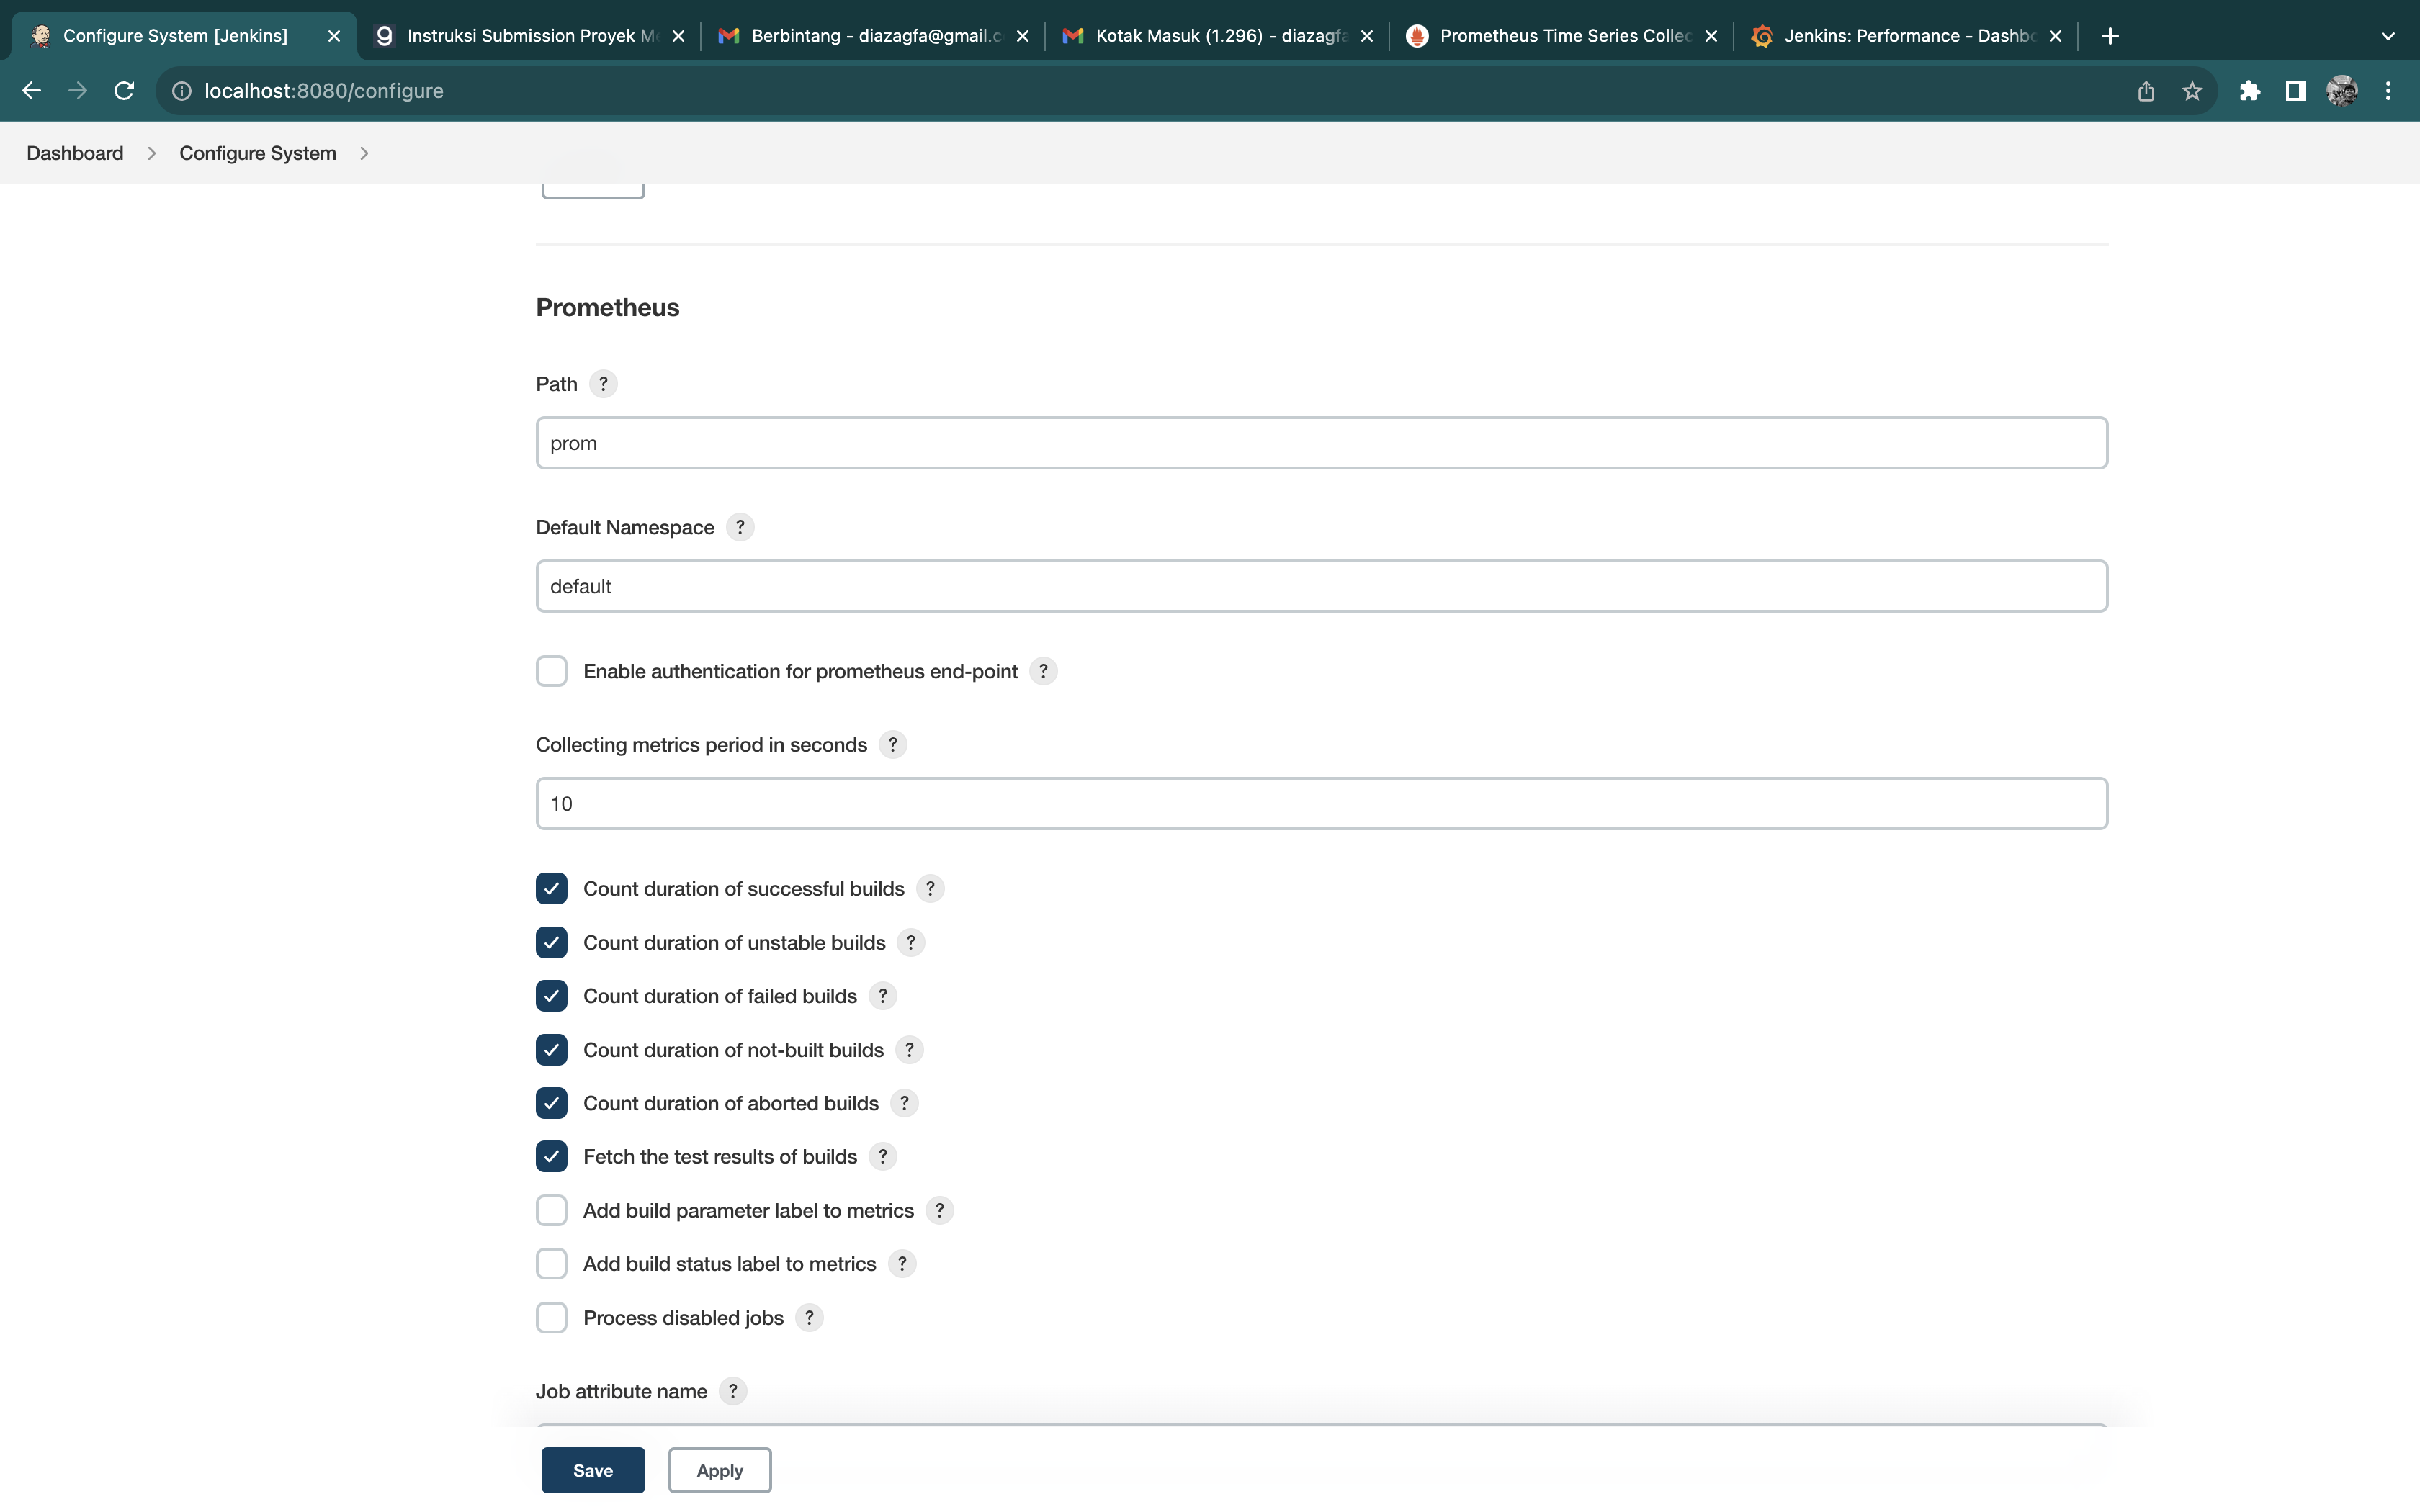 Configure System [Jenkins]
Instruksi Submission Proyek Me
Berbintang - diazagfa@gmail.c
Kotak Masuk (1.296) - diazagfa
Prometheus Time Series Collec
Jenkins: Performance - Dashbo
localhost:8080/configure
Dashboard
Configure System
Prometheus
Path ?
prom
Default Namespace ?
default
Enable authentication for prometheus end-point ?
Collecting metrics period in seconds ?
10
Count duration of successful builds ?
Count duration of unstable builds ?
Count duration of failed builds ?
Count duration of not-built builds ?
Count duration of aborted builds ?
Fetch the test results of builds ?
Add build parameter label to metrics ?
Add build status label to metrics ?
Process disabled jobs ?
Job attribute name ?
Save
Apply